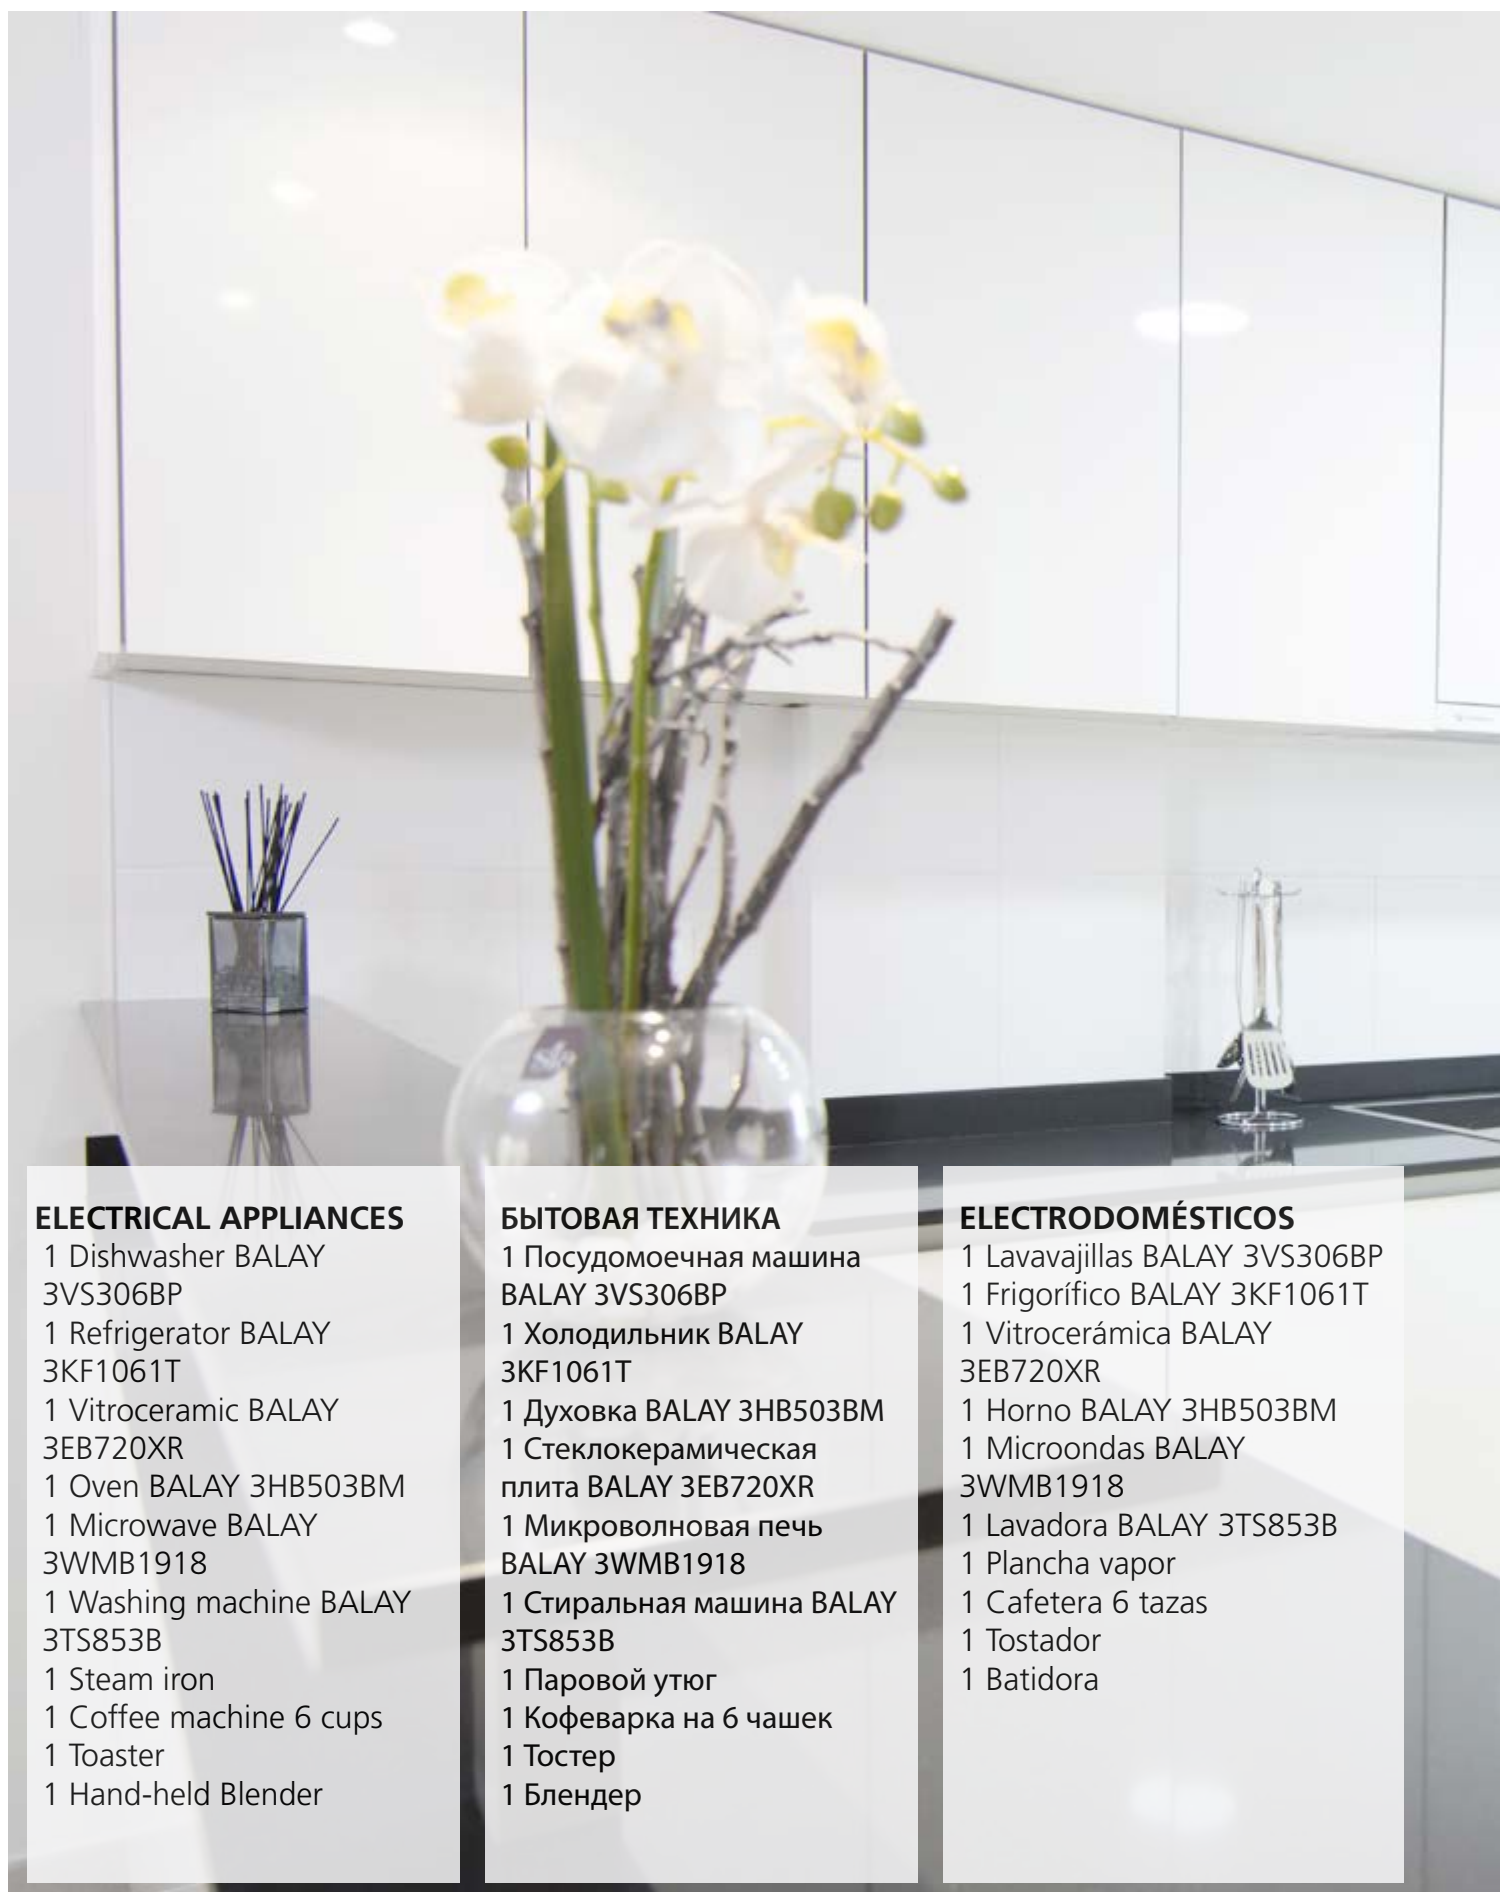 ELECTRICAL APPLIANCES
1 Dishwasher BALAY
3VS306BP
1 Refrigerator BALAY
3KF1061T
1 Vitroceramic BALAY
3EB720XR
1 Oven BALAY 3HB503BM
1 Microwave BALAY
3WMB1918
1 Washing machine BALAY
3TS853B
1 Steam iron
1 Coffee machine 6 cups
1 Toaster
1 Hand-held Blender
БЫТОВАЯ ТЕХНИКА
1 Посудомоечная машина
BALAY 3VS306BP
1 Холодильник BALAY
3KF1061T
1 Духовка BALAY 3HB503BM
1 Стеклокерамическая
плита BALAY 3EB720XR
1 Микроволновая печь
BALAY 3WMB1918
1 Стиральная машина BALAY
3TS853B
1 Паровой утюг
1 Кофеварка на 6 чашек
1 Тостер
1 Блендер
ELECTRODOMÉSTICOS
1 Lavavajillas BALAY 3VS306BP
1 Frigorífico BALAY 3KF1061T
1 Vitrocerámica BALAY
3EB720XR
1 Horno BALAY 3HB503BM
1 Microondas BALAY
3WMB1918
1 Lavadora BALAY 3TS853B
1 Plancha vapor
1 Cafetera 6 tazas
1 Tostador
1 Batidora